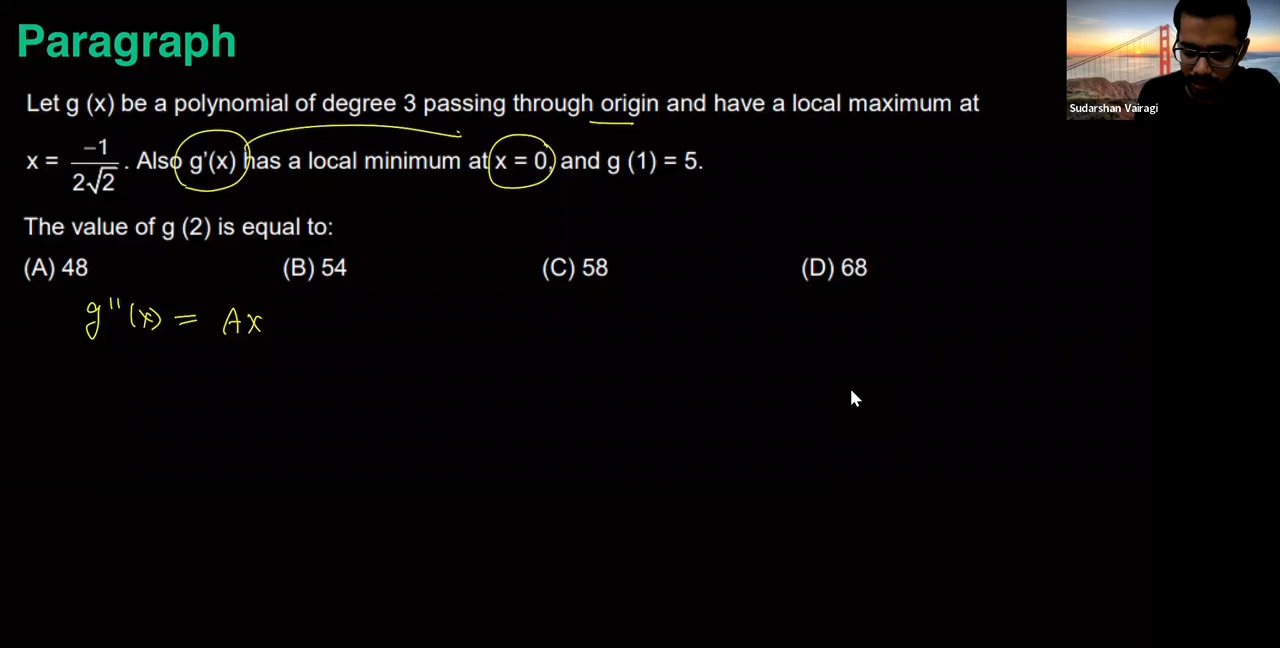 Paragraph
Sudarshan Vairagi
Let g (x) be a polynomial of degree 3 passing through origin and have a local maximum at
x = -1/2√2 . Also g'(x) has a local minimum at x = 0, and g (1) = 5.
The value of g (2) is equal to:
(A) 48 (B) 54 (C) 58 (D) 68
g''(x) = Ax